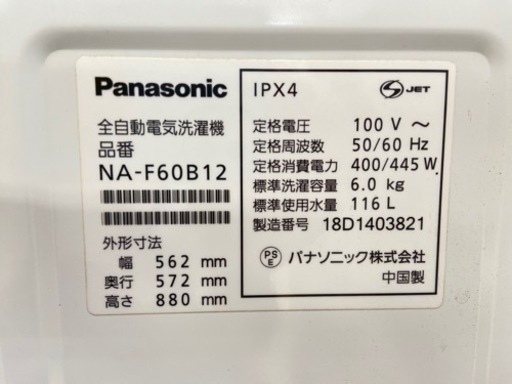 Panasonic
全自動電気洗濯機
品番
NA-F60B12
外形寸法
幅 562 mm
奥行 572 mm
高さ 880 mm
IPX4
S JET
定格電圧 100 V ～
定格周波数 50/60 Hz
定格消費電力 400/445 W
標準洗濯容量 6.0 kg
標準使用水量 116 L
製造番号 18D1403821
PS E パナソニック株式会社
中国製